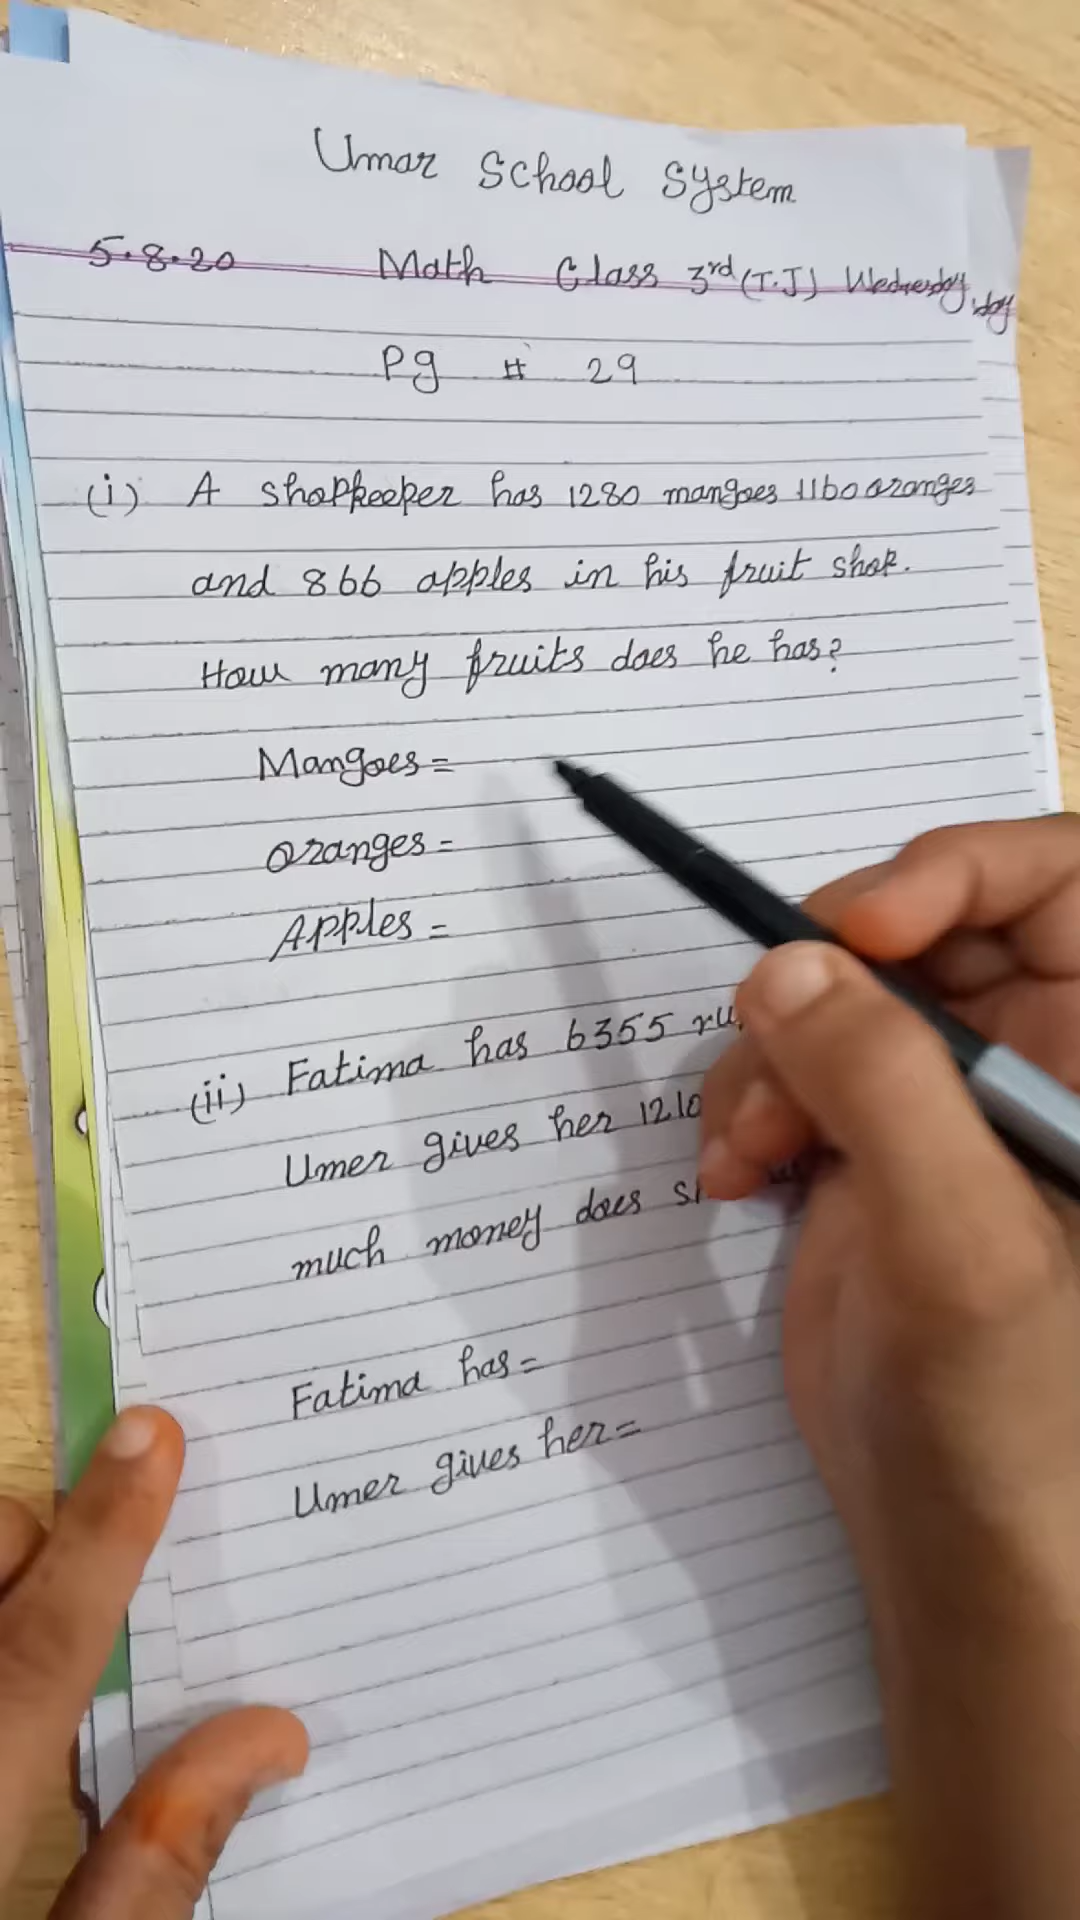 Umar School System
5.8.20 Math Class 3rd (T.J) Wednesday
Pg # 29
(i) A shopkeeper has 1280 mangoes 1160 oranges
and 866 apples in his fruit shop.
How many fruits does he has?
Mangoes =
Oranges =
Apples =
(ii) Fatima has 6355
Umer gives her 1210
much money does
Fatima has =
Umer gives her =